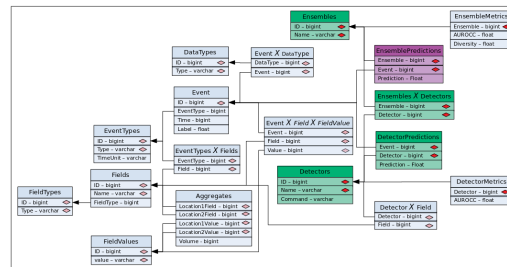 Ensembles
ID – bigint
Name – varchar
EnsembleMetrics
Ensemble – bigint
AUROCC – float
Diversity – float
DataTypes
ID – bigint
Type – varchar
Event X DataType
DataType – bigint
Event – bigint
EnsemblePredictions
Ensemble – bigint
Event – bigint
Prediction – Float
Event
ID – bigint
EventType – bigint
Time – bigint
Label – float
Ensembles X Detectors
Ensemble – bigint
Detector – bigint
EventTypes
ID – bigint
Type – varchar
TimeUnit – varchar
Event X Field X FieldValue
Event – bigint
Field – bigint
Value – bigint
DetectorPredictions
Event – bigint
Detector – bigint
Prediction – Float
EventTypes X Fields
EventType – bigint
Field – bigint
Fields
ID – bigint
Name – varchar
FieldType – bigint
Detectors
ID – bigint
Name – varchar
Command – varchar
DetectorMetrics
Detector – bigint
AUROCC – float
FieldTypes
ID – bigint
Type – varchar
Aggregates
Location1Field – bigint
Location2Field – bigint
Location1Value – bigint
Location2Value – bigint
Volume – bigint
Detector X Field
Detector – bigint
Field – bigint
FieldValues
ID – bigint
value – varchar